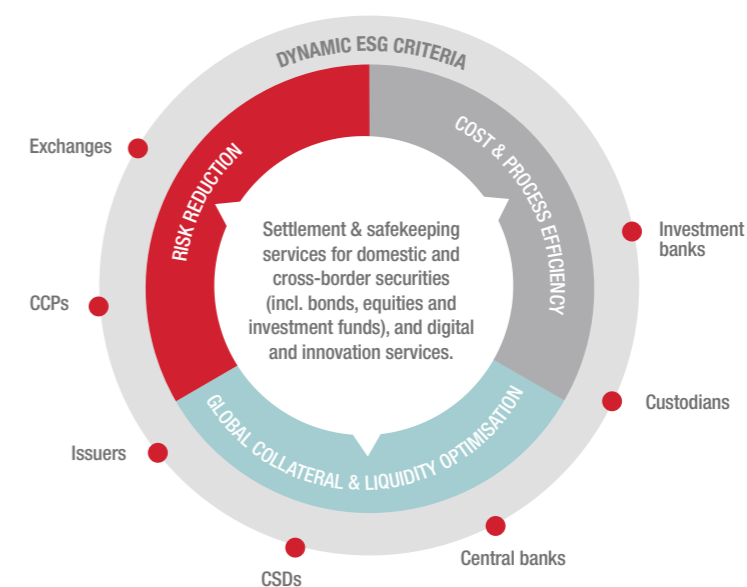 DYNAMIC ESG CRITERIA
RISK REDUCTION
COST & PROCESS EFFICIENCY
GLOBAL COLLATERAL & LIQUIDITY OPTIMISATION
Settlement & safekeeping
services for domestic and
cross-border securities
(incl. bonds, equities and
investment funds), and digital
and innovation services.
Exchanges
CCPs
Issuers
CSDs
Central banks
Custodians
Investment
banks